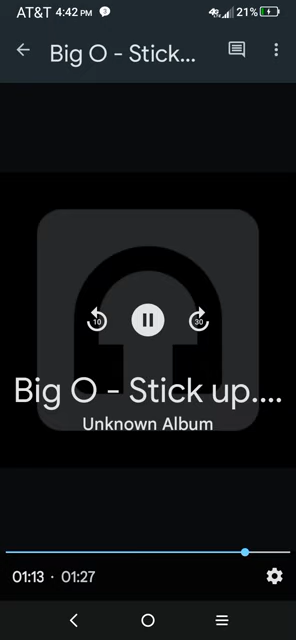 AT&T 4:42 PM
21%
Big O - Stick...
10
30
Big O - Stick up....
Unknown Album
01:13 · 01:27